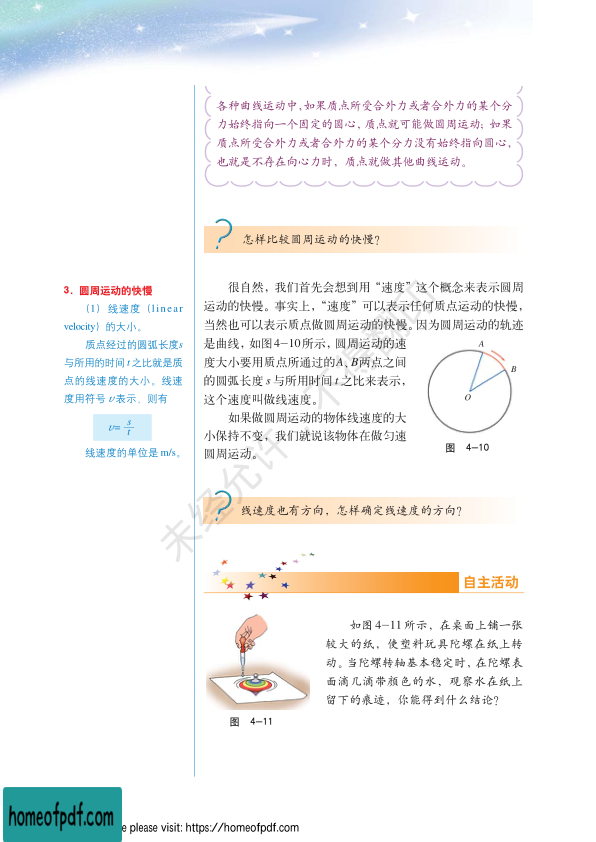 各种曲线运动中，如果质点所受合外力或者合外力的某个分
力始终指向一个固定的圆心，质点就可能做圆周运动；如果
质点所受合外力或者合外力的某个分力没有始终指向圆心，
也就是不存在向心力时，质点就做其他曲线运动。
? 怎样比较圆周运动的快慢？
3．圆周运动的快慢
（1）线速度（linear
velocity）的大小。
质点经过的圆弧长度s
与所用的时间 t 之比就是质
点的线速度的大小。线速
度用符号 v 表示，则有
v= s/t
线速度的单位是 m/s。
很自然，我们首先会想到用“速度”这个概念来表示圆周
运动的快慢。事实上，“速度”可以表示任何质点运动的快慢，
当然也可以表示质点做圆周运动的快慢。因为圆周运动的轨迹
是曲线，如图4-10所示，圆周运动的速
度大小要用质点所通过的A、B两点之间
的圆弧长度 s 与所用时间 t 之比来表示，
这个速度叫做线速度。
如果做圆周运动的物体线速度的大
小保持不变，我们就说该物体在做匀速
圆周运动。
A
B
O
图 4-10
? 线速度也有方向，怎样确定线速度的方向？
自主活动
如图 4-11 所示，在桌面上铺一张
较大的纸，使塑料玩具陀螺在纸上转
动。当陀螺转轴基本稳定时，在陀螺表
面滴几滴带颜色的水，观察水在纸上
留下的痕迹，你能得到什么结论？
图 4-11
未经允许 不得翻印
homeofpdf.com
e please visit: https://homeofpdf.com